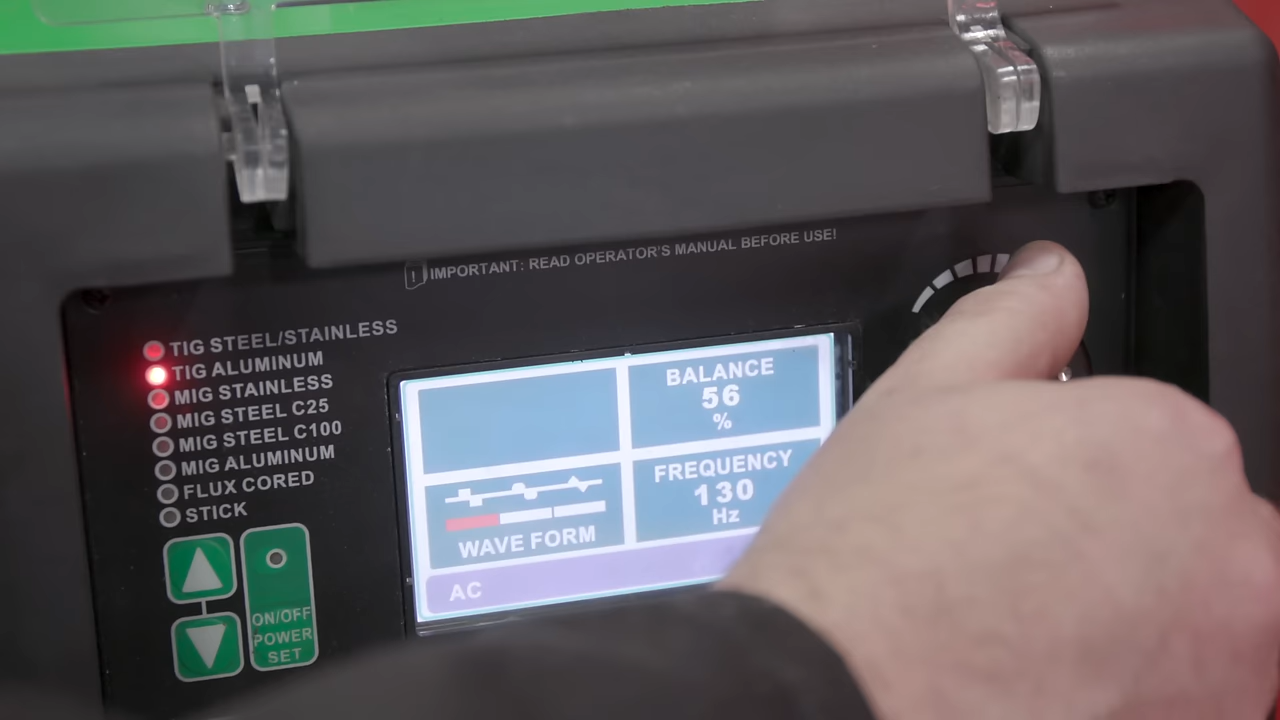 IMPORTANT: READ OPERATOR'S MANUAL BEFORE USE!
TIG STEEL/STAINLESS
TIG ALUMINUM
MIG STAINLESS
MIG STEEL C25
MIG STEEL C100
MIG ALUMINUM
FLUX CORED
STICK
ON/OFF
POWER
SET
BALANCE
56
%
WAVE FORM
FREQUENCY
130
Hz
AC